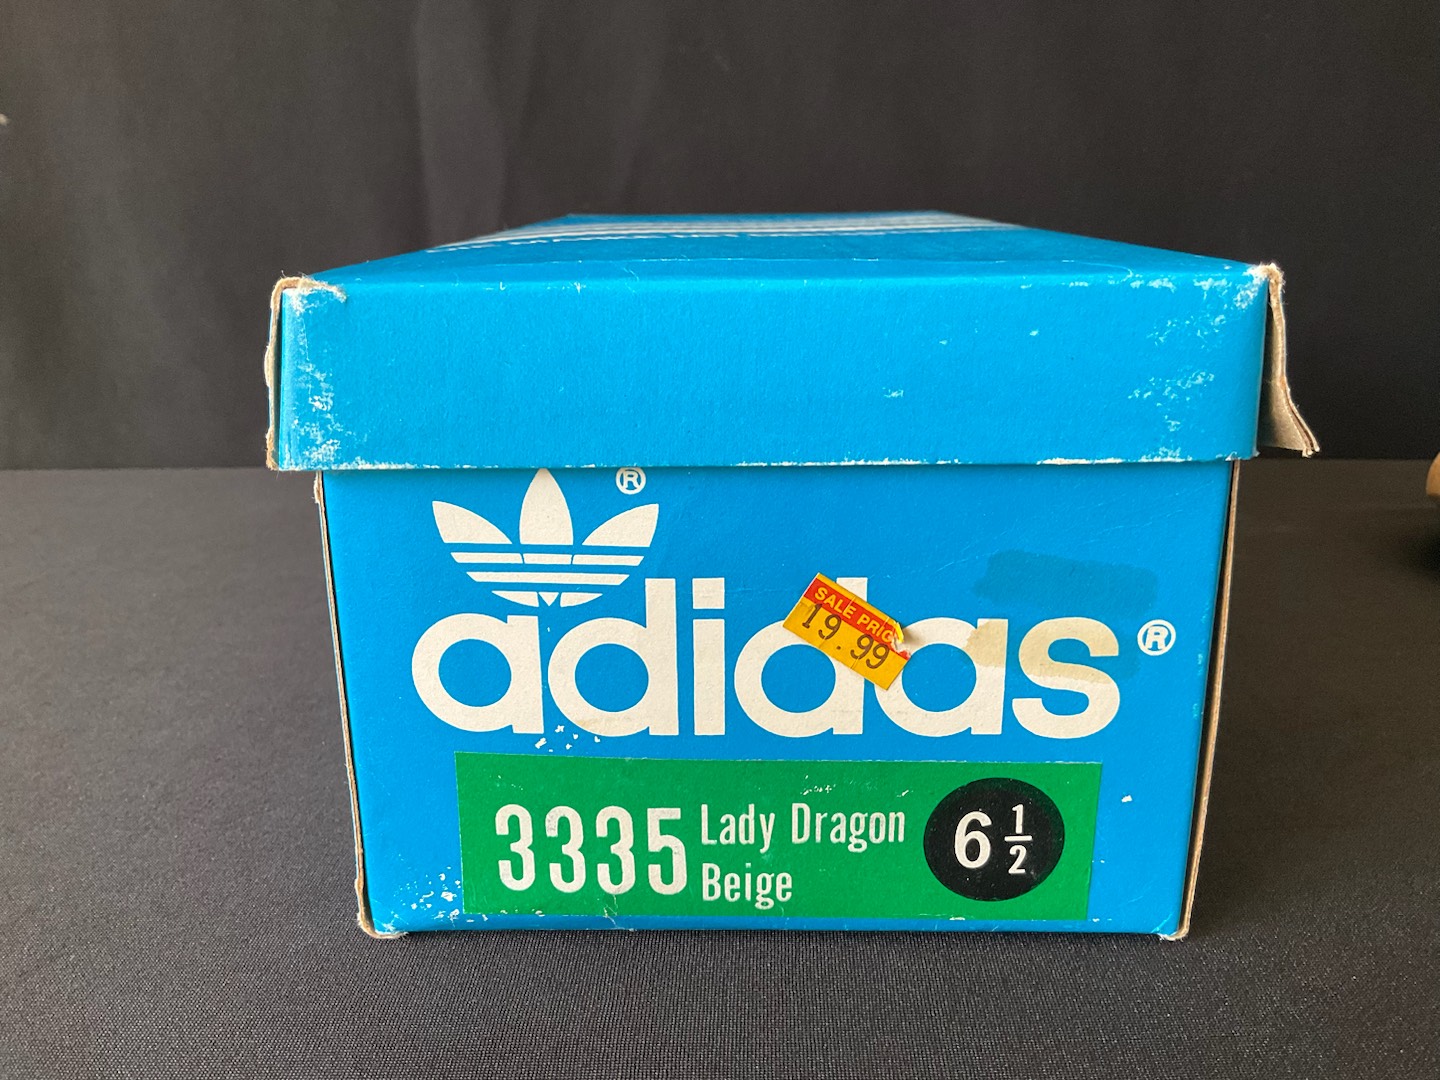 ®
adidas®
SALE PRICE
19.99
3335 Lady Dragon
Beige
6 1/2